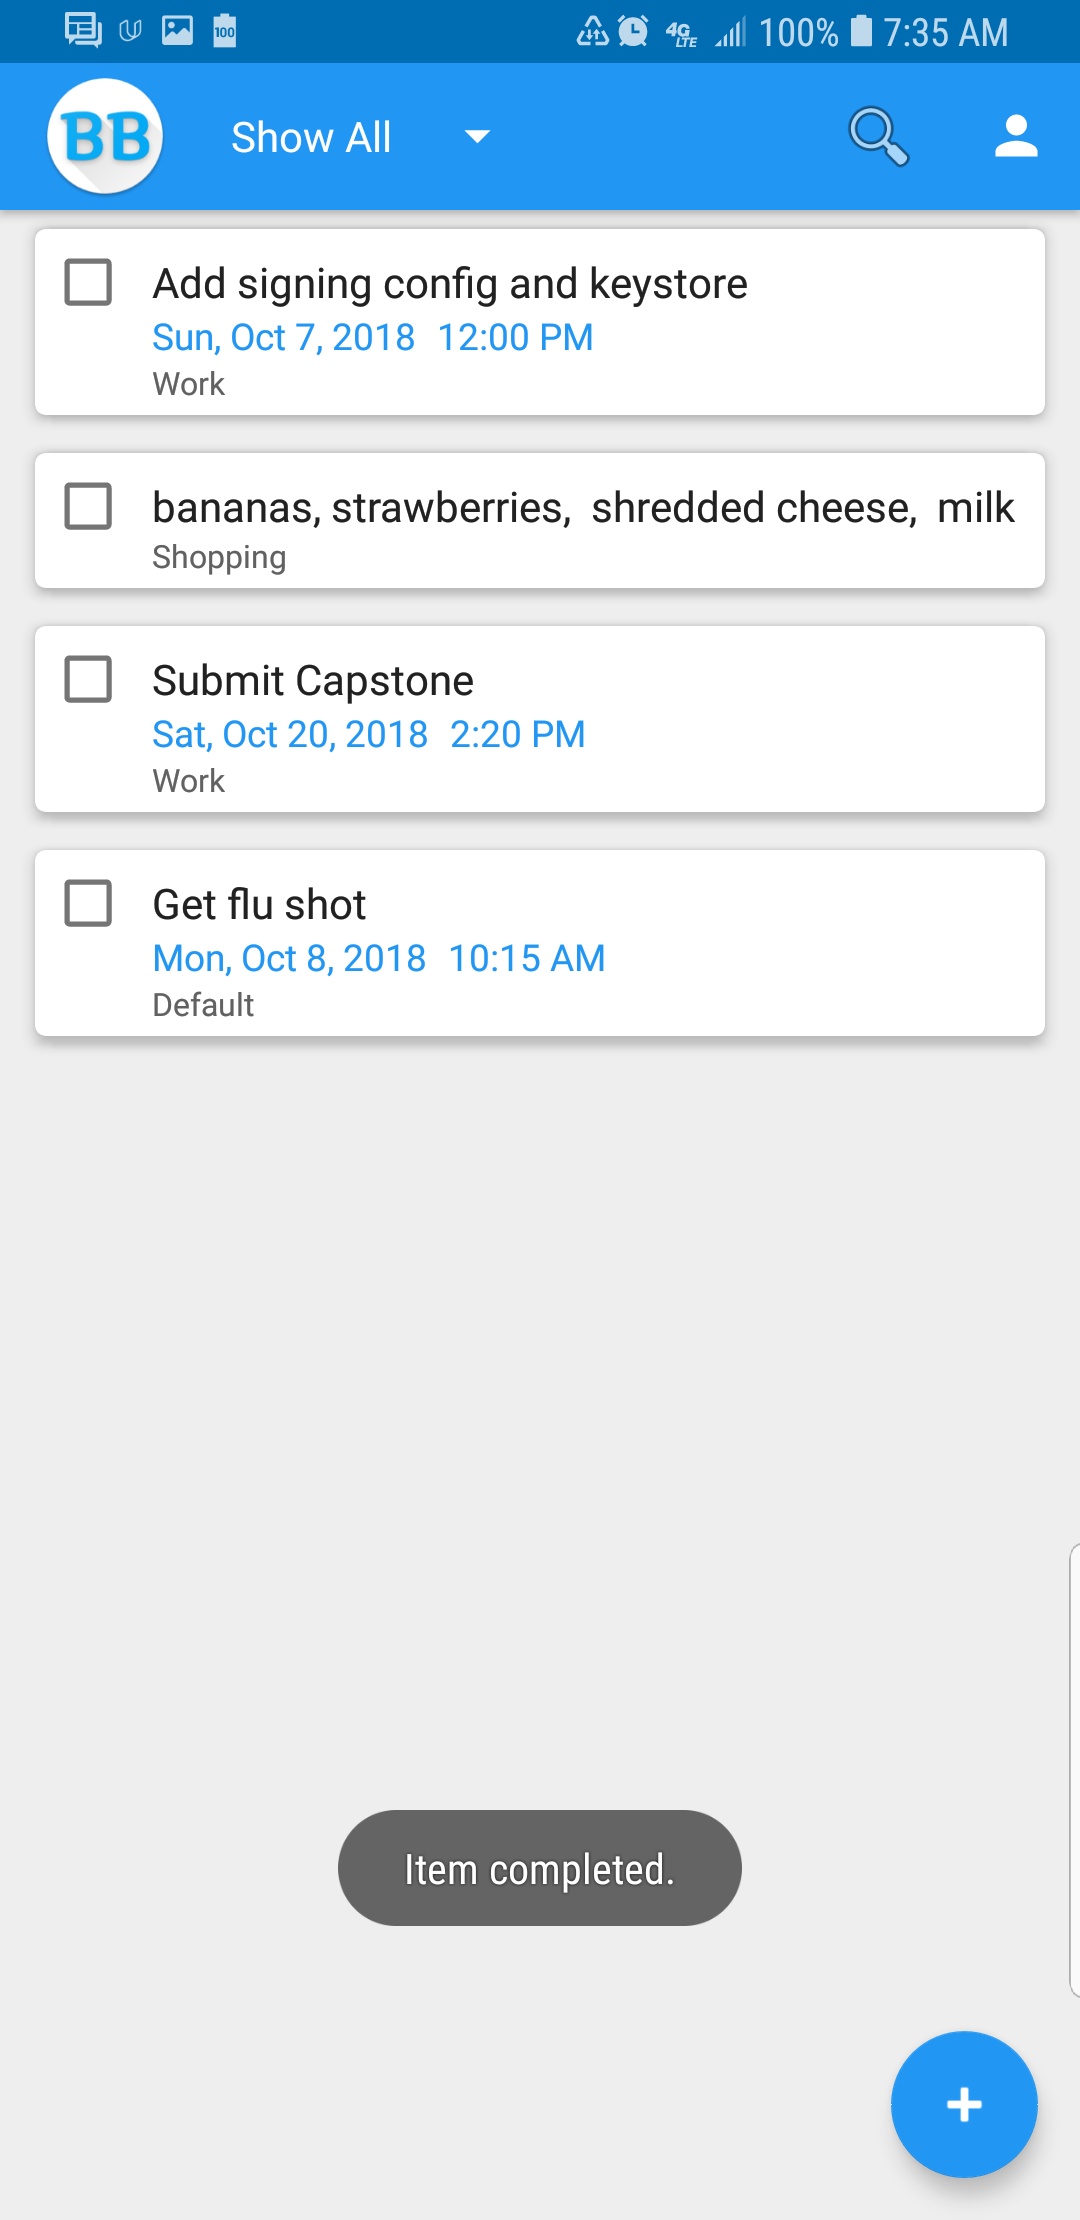 100 4G LTE 100% 7:35 AM
BB Show All
Add signing config and keystore
Sun, Oct 7, 2018 12:00 PM
Work
bananas, strawberries, shredded cheese, milk
Shopping
Submit Capstone
Sat, Oct 20, 2018 2:20 PM
Work
Get flu shot
Mon, Oct 8, 2018 10:15 AM
Default
Item completed.